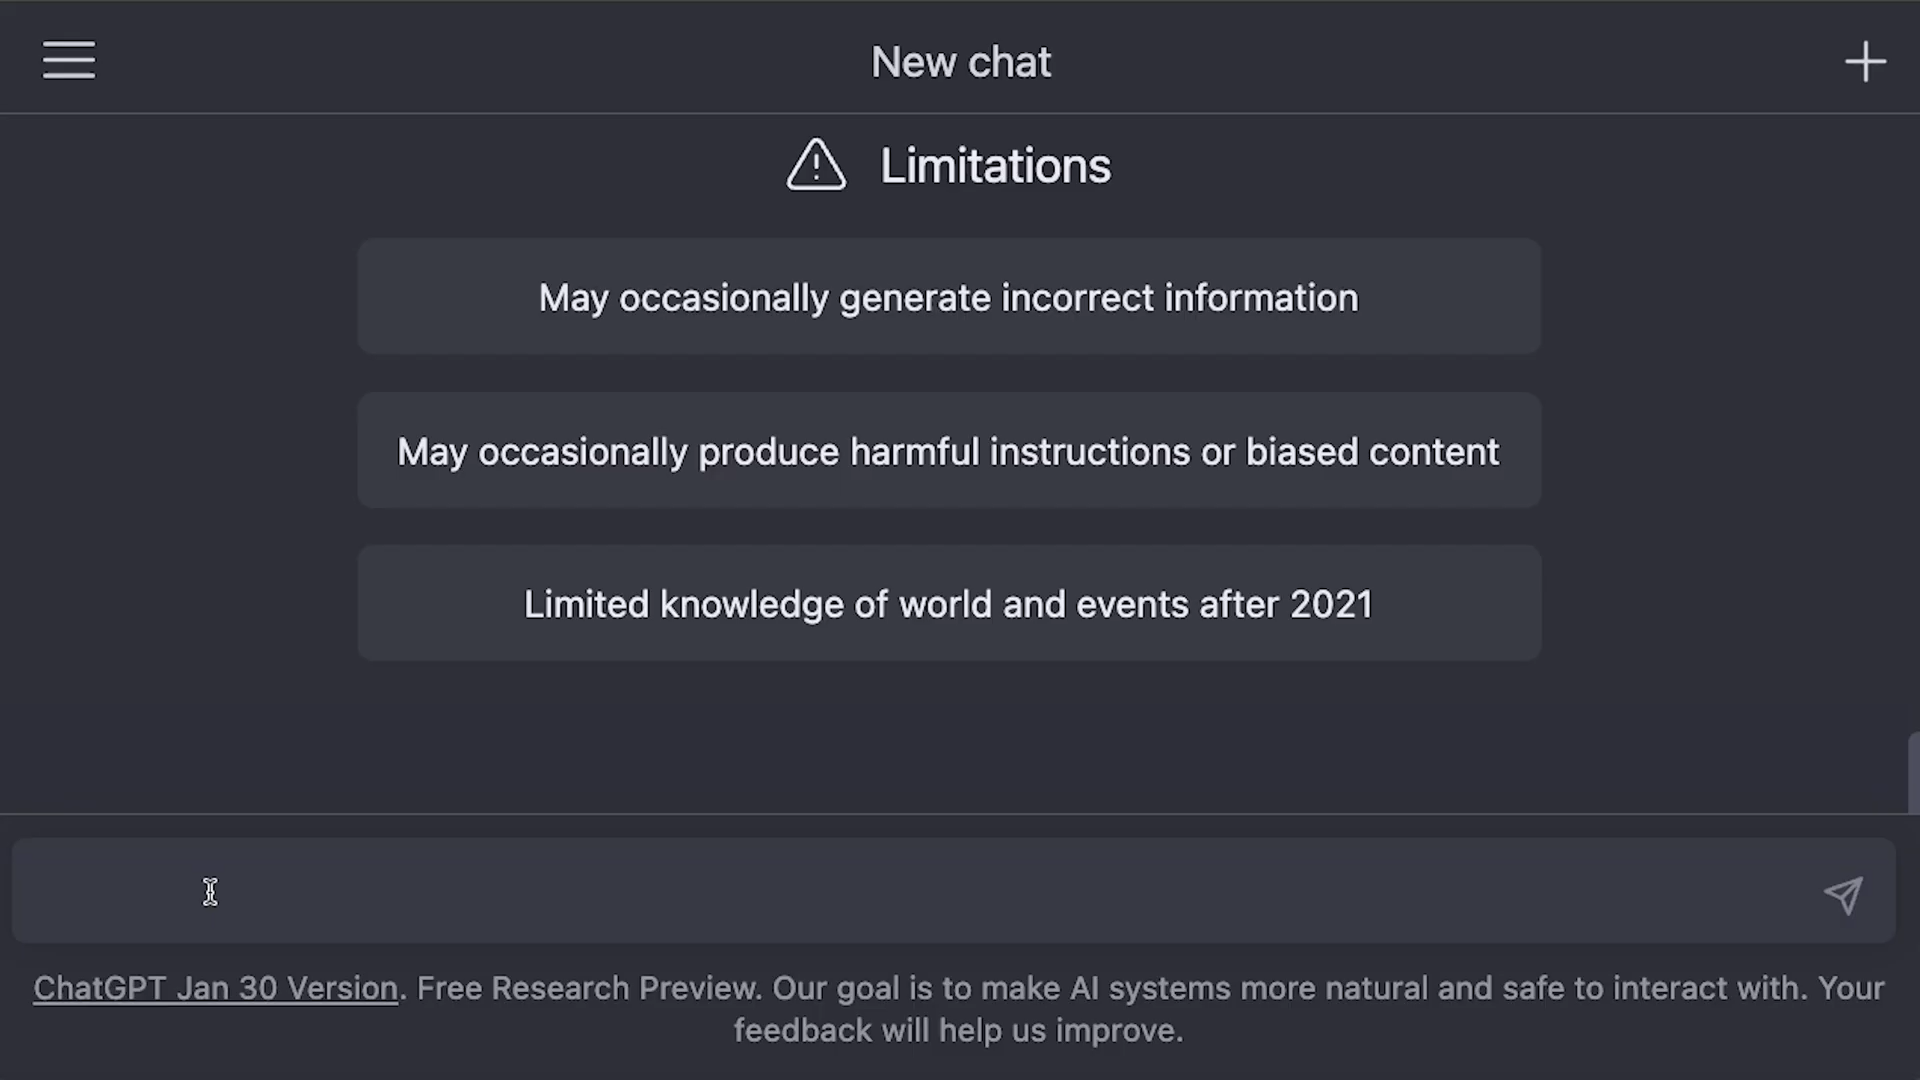 New chat
Limitations
May occasionally generate incorrect information
May occasionally produce harmful instructions or biased content
Limited knowledge of world and events after 2021
ChatGPT Jan 30 Version. Free Research Preview. Our goal is to make AI systems more natural and safe to interact with. Your
feedback will help us improve.